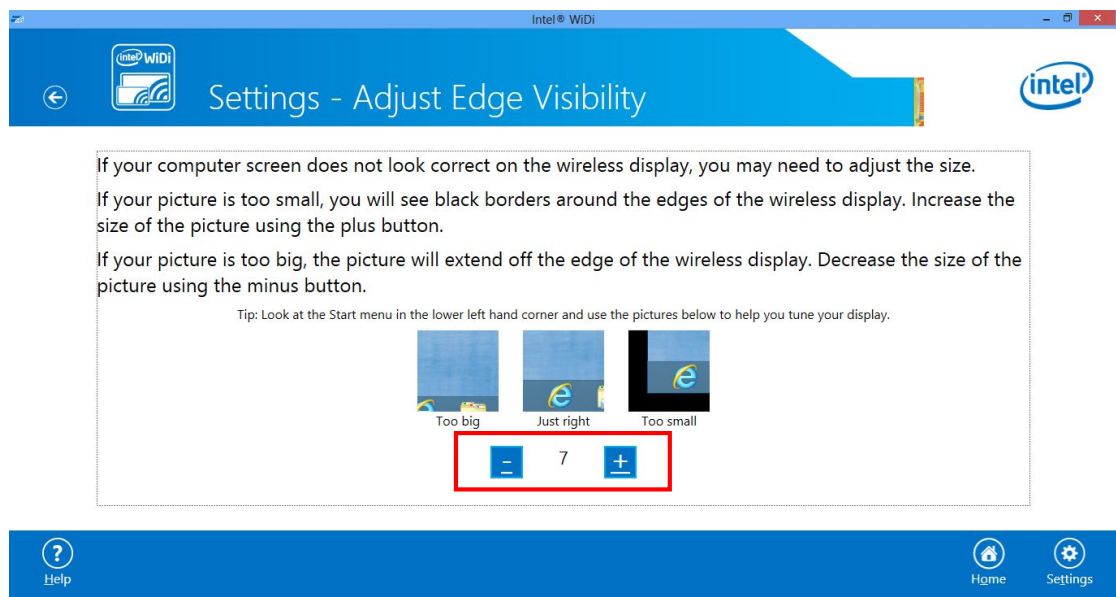 Intel® WiDi
intel WiDi
Settings - Adjust Edge Visibility
intel®
If your computer screen does not look correct on the wireless display, you may need to adjust the size.
If your picture is too small, you will see black borders around the edges of the wireless display. Increase the
size of the picture using the plus button.
If your picture is too big, the picture will extend off the edge of the wireless display. Decrease the size of the
picture using the minus button.
Tip: Look at the Start menu in the lower left hand corner and use the pictures below to help you tune your display.
Too big Just right Too small
- 7 +
? Help Home Settings